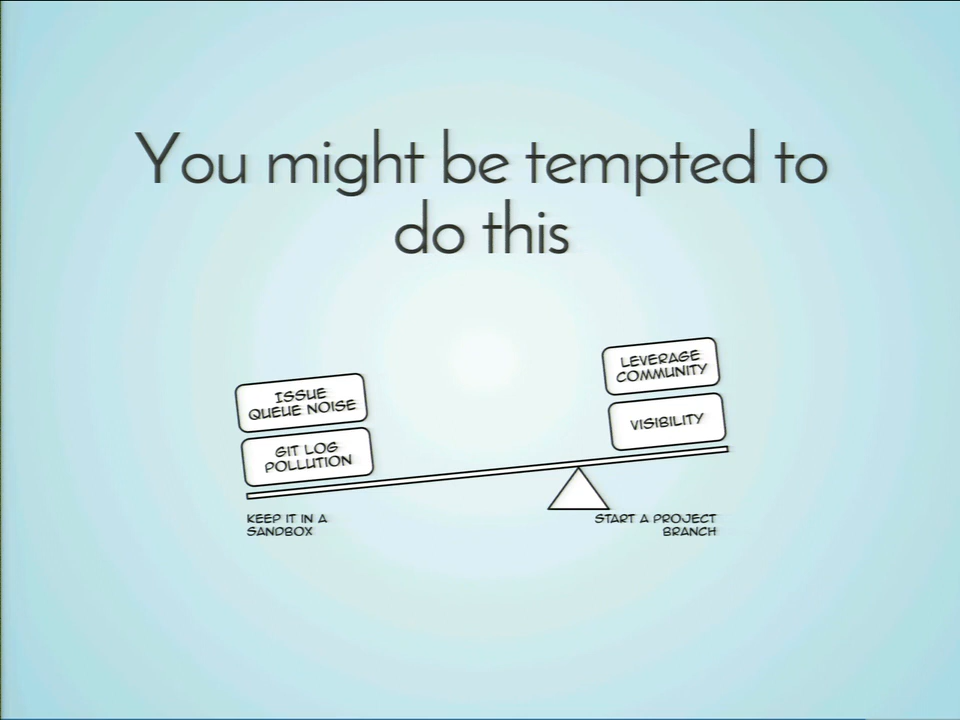 You might be tempted to
do this
LEVERAGE
COMMUNITY
ISSUE
QUEUE NOISE
VISIBILITY
GIT LOG
POLLUTION
KEEP IT IN A
SANDBOX
START A PROJECT
BRANCH